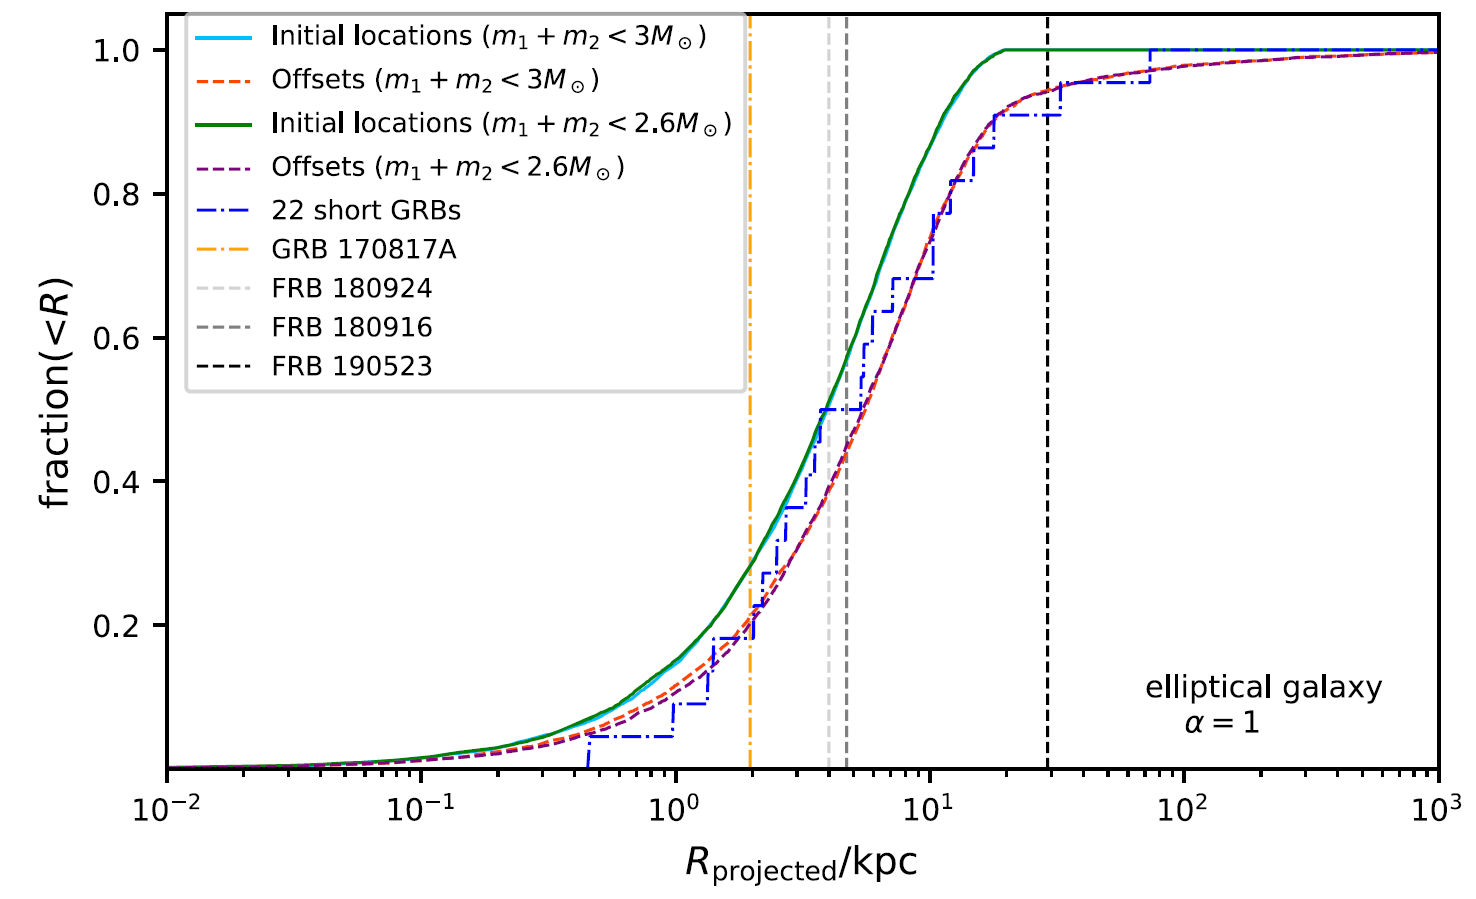 Initial locations (m₁ + m₂ < 3M⊙)
Offsets (m₁ + m₂ < 3M⊙)
Initial locations (m₁ + m₂ < 2.6M⊙)
Offsets (m₁ + m₂ < 2.6M⊙)
22 short GRBs
GRB 170817A
FRB 180924
FRB 180916
FRB 190523
1.0
0.8
0.6
0.4
0.2
fraction(<R)
elliptical galaxy
α = 1
10⁻² 10⁻¹ 10⁰ 10¹ 10² 10³
R_projected/kpc